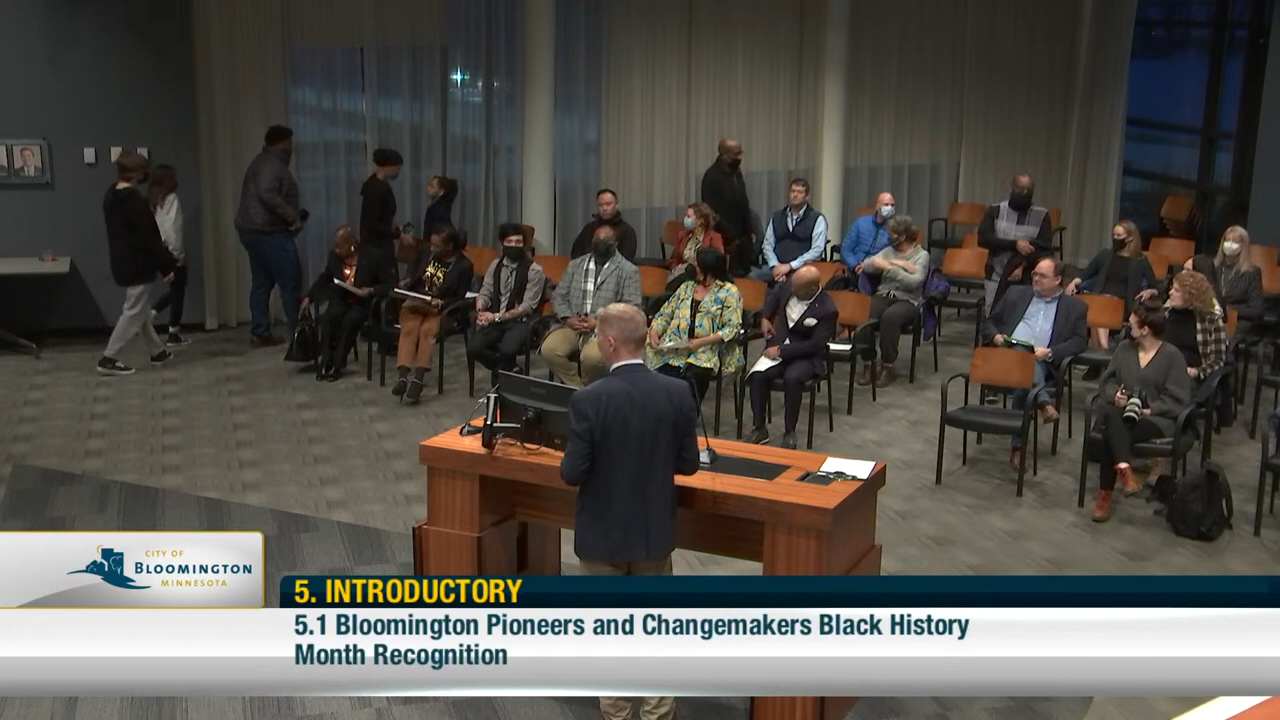 CITY OF
BLOOMINGTON
MINNESOTA
5. INTRODUCTORY
5.1 Bloomington Pioneers and Changemakers Black History
Month Recognition